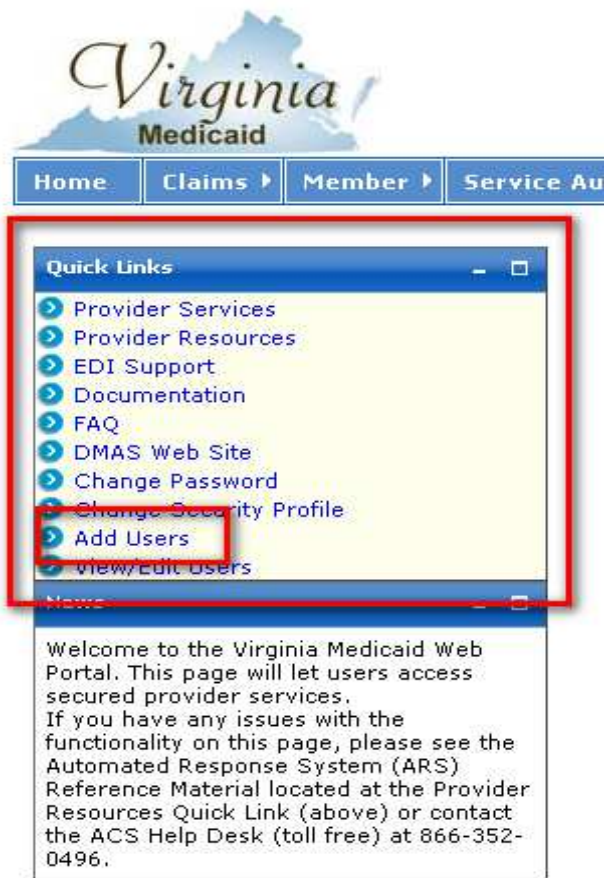 Virginia
Medicaid
Home Claims Member Service Au
Quick Links
Provider Services
Provider Resources
EDI Support
Documentation
FAQ
DMAS Web Site
Change Password
Change Security Profile
Add Users
View/Edit Users
News
Welcome to the Virginia Medicaid Web
Portal. This page will let users access
secured provider services.
If you have any issues with the
functionality on this page, please see the
Automated Response System (ARS)
Reference Material located at the Provider
Resources Quick Link (above) or contact
the ACS Help Desk (toll free) at 866-352-
0496.